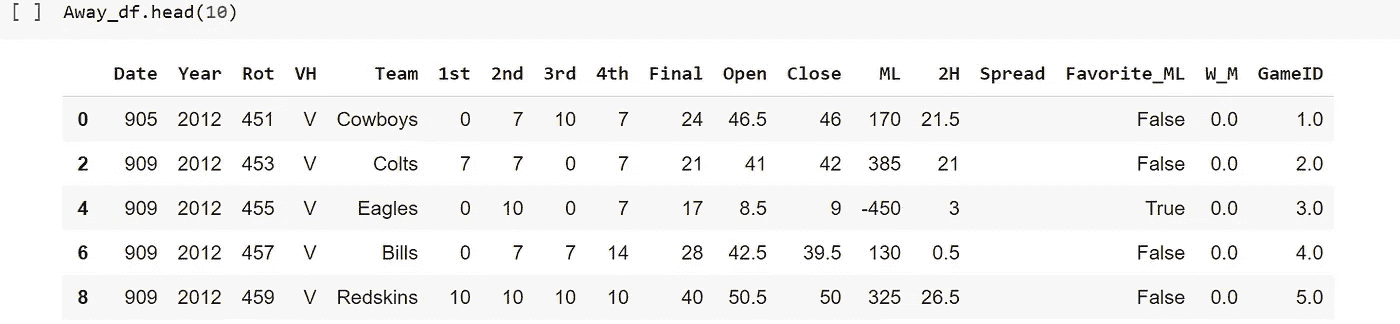 [ ] Away_df.head(10)
Date Year Rot VH Team 1st 2nd 3rd 4th Final Open Close ML 2H Spread Favorite_ML W_M GameID
0 905 2012 451 V Cowboys 0 7 10 7 24 46.5 46 170 21.5 False 0.0 1.0
2 909 2012 453 V Colts 7 7 0 7 21 41 42 385 21 False 0.0 2.0
4 909 2012 455 V Eagles 0 10 0 7 17 8.5 9 -450 3 True 0.0 3.0
6 909 2012 457 V Bills 0 7 7 14 28 42.5 39.5 130 0.5 False 0.0 4.0
8 909 2012 459 V Redskins 10 10 10 10 40 50.5 50 325 26.5 False 0.0 5.0